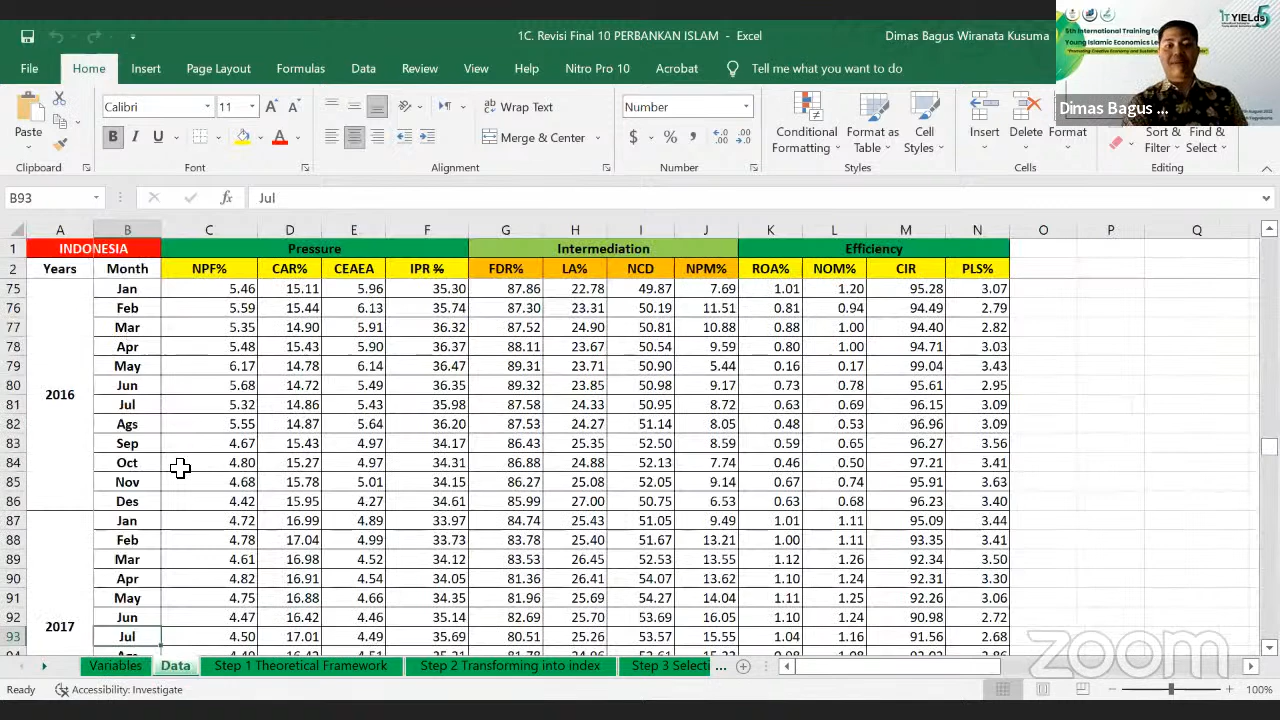 1C. Revisi Final 10 PERBANKAN ISLAM - Excel
Dimas Bagus Wiranata Kusuma
ITYIELds 5
5th International Training for
Young Islamic Economics Le
File Home Insert Page Layout Formulas Data Review View Help Nitro Pro 10 Acrobat Tell me what you want to do
Dimas Bagus ...
Paste
Calibri 11
Wrap Text
Number
B I U
Merge & Center
$ % ,
Conditional Formatting
Format as Table
Cell Styles
Insert Delete Format
Sort & Filter
Find & Select
Clipboard Font Alignment Number Styles Cells Editing
B93 fx Jul
A B C D E F G H I J K L M N O P Q
1 INDONESIA Pressure Intermediation Efficiency
2 Years Month NPF% CAR% CEAEA IPR % FDR% LA% NCD NPM% ROA% NOM% CIR PLS%
75 Jan 5.46 15.11 5.96 35.30 87.86 22.78 49.87 7.69 1.01 1.20 95.28 3.07
76 Feb 5.59 15.44 6.13 35.74 87.30 23.31 50.19 11.51 0.81 0.94 94.49 2.79
77 Mar 5.35 14.90 5.91 36.32 87.52 24.90 50.81 10.88 0.88 1.00 94.40 2.82
78 Apr 5.48 15.43 5.90 36.37 88.11 23.67 50.54 9.59 0.80 1.00 94.71 3.03
79 May 6.17 14.78 6.14 36.47 89.31 23.71 50.90 5.44 0.16 0.17 99.04 3.43
80 Jun 5.68 14.72 5.49 36.35 89.32 23.85 50.98 9.17 0.73 0.78 95.61 2.95
2016
81 Jul 5.32 14.86 5.43 35.98 87.58 24.33 50.95 8.72 0.63 0.69 96.15 3.09
82 Ags 5.55 14.87 5.64 36.20 87.53 24.27 51.14 8.05 0.48 0.53 96.96 3.09
83 Sep 4.67 15.43 4.97 34.17 86.43 25.35 52.50 8.59 0.59 0.65 96.27 3.56
84 Oct 4.80 15.27 4.97 34.31 86.88 24.88 52.13 7.74 0.46 0.50 97.21 3.41
85 Nov 4.68 15.78 5.01 34.15 86.27 25.08 52.05 9.14 0.67 0.74 95.91 3.63
86 Des 4.42 15.95 4.27 34.61 85.99 27.00 50.75 6.53 0.63 0.68 96.23 3.40
87 Jan 4.72 16.99 4.89 33.97 84.74 25.43 51.05 9.49 1.01 1.11 95.09 3.44
88 Feb 4.78 17.04 4.99 33.73 83.78 25.40 51.67 13.21 1.00 1.11 93.35 3.41
89 Mar 4.61 16.98 4.52 34.12 83.53 26.45 52.53 13.55 1.12 1.26 92.34 3.50
90 Apr 4.82 16.91 4.54 34.05 81.36 26.41 54.07 13.62 1.10 1.24 92.31 3.30
91 May 4.75 16.88 4.66 34.35 81.96 25.69 54.27 14.04 1.11 1.25 92.26 3.06
92 Jun 4.47 16.42 4.46 35.14 82.69 25.70 53.69 16.05 1.10 1.24 90.98 2.72
2017
93 Jul 4.50 17.01 4.49 35.69 80.51 25.26 53.57 15.55 1.04 1.16 91.56 2.68
zoom
Variables Data Step 1 Theoretical Framework Step 2 Transforming into index Step 3 Selecti ...
Ready Accessibility: Investigate 100%